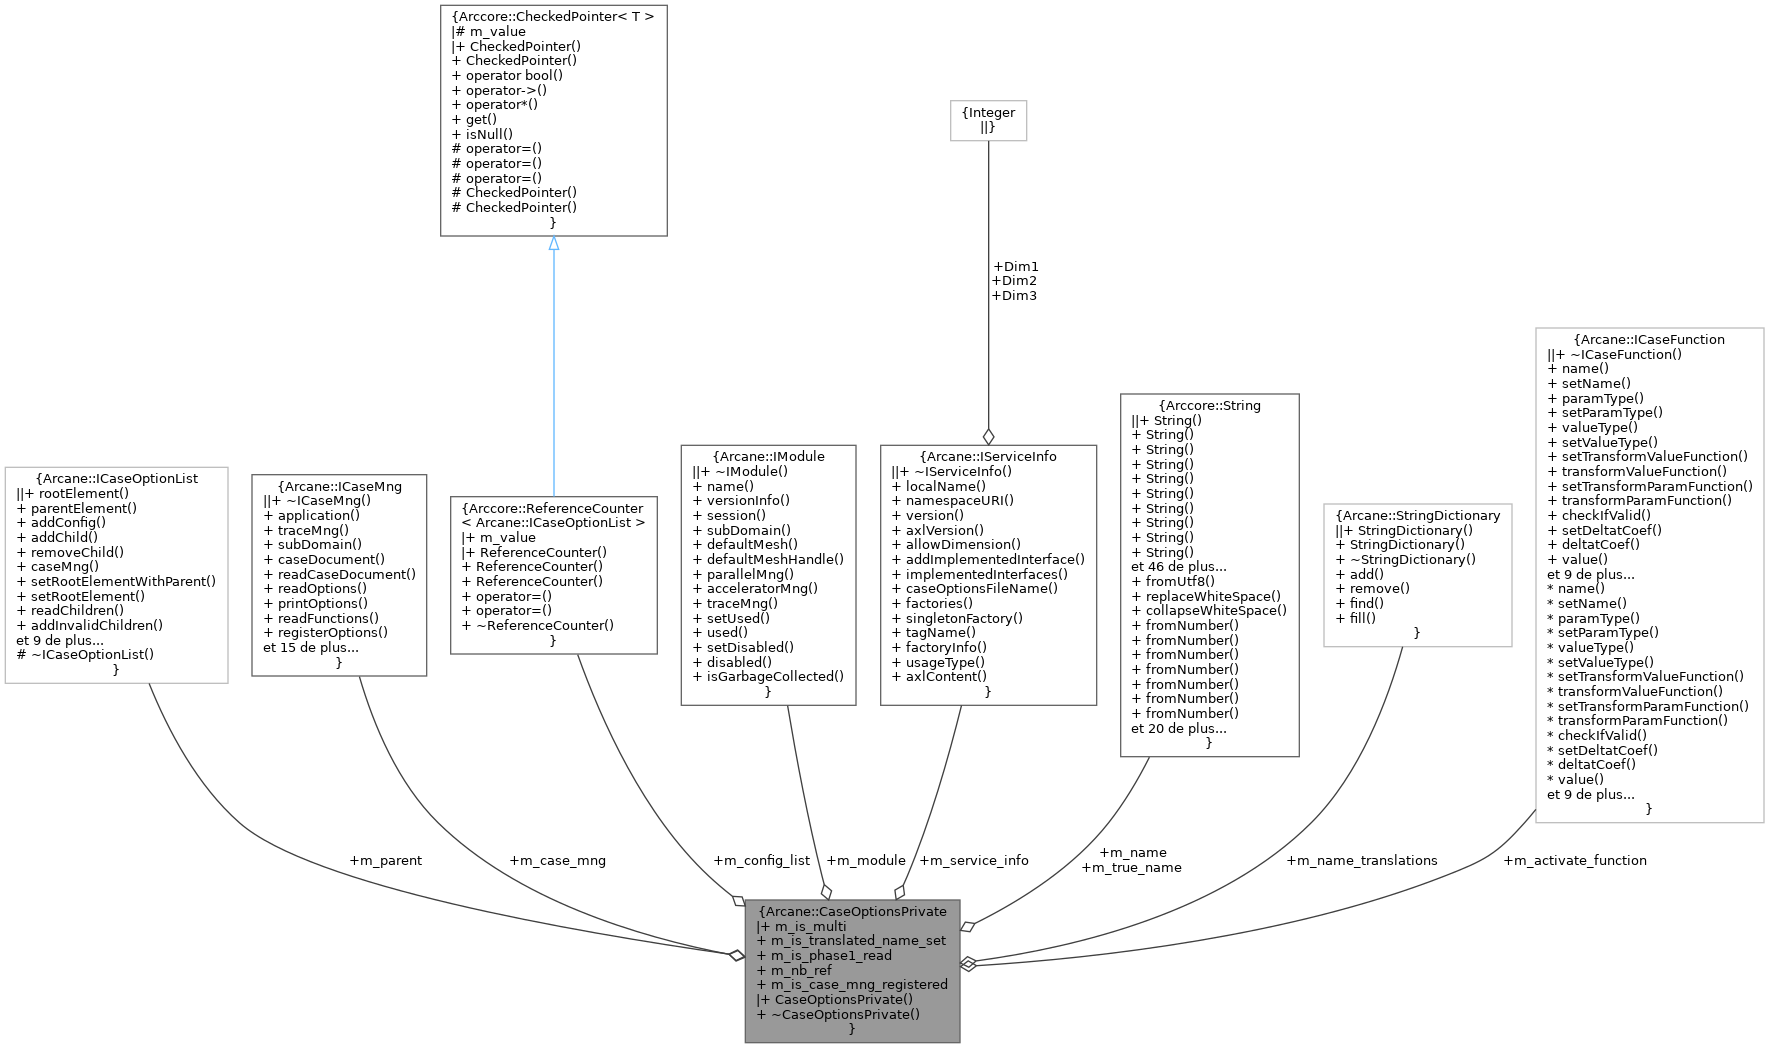 {Arccore::CheckedPointer< T >
|# m_value
|+ CheckedPointer()
+ CheckedPointer()
+ operator bool()
+ operator->()
+ operator*()
+ get()
+ isNull()
# operator=()
# operator=()
# operator=()
# CheckedPointer()
# CheckedPointer()
}
{Integer
||}
+Dim1
+Dim2
+Dim3
{Arcane::ICaseOptionList
||+ rootElement()
+ parentElement()
+ addConfig()
+ addChild()
+ removeChild()
+ caseMng()
+ setRootElementWithParent()
+ setRootElement()
+ readChildren()
+ addInvalidChildren()
et 9 de plus...
# ~ICaseOptionList()
}
{Arcane::ICaseMng
||+ ~ICaseMng()
+ application()
+ traceMng()
+ subDomain()
+ caseDocument()
+ readCaseDocument()
+ readOptions()
+ printOptions()
+ readFunctions()
+ registerOptions()
et 15 de plus...
}
{Arccore::ReferenceCounter
< Arcane::ICaseOptionList >
|+ m_value
|+ ReferenceCounter()
+ ReferenceCounter()
+ ReferenceCounter()
+ operator=()
+ operator=()
+ ~ReferenceCounter()
}
{Arcane::IModule
||+ ~IModule()
+ name()
+ versionInfo()
+ session()
+ subDomain()
+ defaultMesh()
+ defaultMeshHandle()
+ parallelMng()
+ acceleratorMng()
+ traceMng()
+ setUsed()
+ used()
+ setDisabled()
+ disabled()
+ isGarbageCollected()
}
{Arcane::IServiceInfo
||+ ~IServiceInfo()
+ localName()
+ namespaceURI()
+ version()
+ axlVersion()
+ allowDimension()
+ addImplementedInterface()
+ implementedInterfaces()
+ caseOptionsFileName()
+ factories()
+ singletonFactory()
+ tagName()
+ factoryInfo()
+ usageType()
+ axlContent()
}
{Arccore::String
||+ String()
+ String()
+ String()
+ String()
+ String()
+ String()
+ String()
+ String()
+ String()
+ String()
et 46 de plus...
+ fromUtf8()
+ replaceWhiteSpace()
+ collapseWhiteSpace()
+ fromNumber()
+ fromNumber()
+ fromNumber()
+ fromNumber()
+ fromNumber()
+ fromNumber()
+ fromNumber()
et 20 de plus...
}
{Arcane::StringDictionary
||+ StringDictionary()
+ StringDictionary()
+ ~StringDictionary()
+ add()
+ remove()
+ find()
+ fill()
}
{Arcane::ICaseFunction
||+ ~ICaseFunction()
+ name()
+ setName()
+ paramType()
+ setParamType()
+ valueType()
+ setValueType()
+ setTransformValueFunction()
+ transformValueFunction()
+ setTransformParamFunction()
+ transformParamFunction()
+ checkIfValid()
+ setDeltatCoef()
+ deltatCoef()
+ value()
et 9 de plus...
* name()
* setName()
* paramType()
* setParamType()
* valueType()
* setValueType()
* setTransformValueFunction()
* transformValueFunction()
* setTransformParamFunction()
* transformParamFunction()
* checkIfValid()
* setDeltatCoef()
* deltatCoef()
* value()
et 9 de plus...
}
+m_parent
+m_case_mng
+m_config_list
+m_module
+m_service_info
+m_name
+m_true_name
+m_name_translations
+m_activate_function
{Arcane::CaseOptionsPrivate
|+ m_is_multi
+ m_is_translated_name_set
+ m_is_phase1_read
+ m_nb_ref
+ m_is_case_mng_registered
|+ CaseOptionsPrivate()
+ ~CaseOptionsPrivate()
}